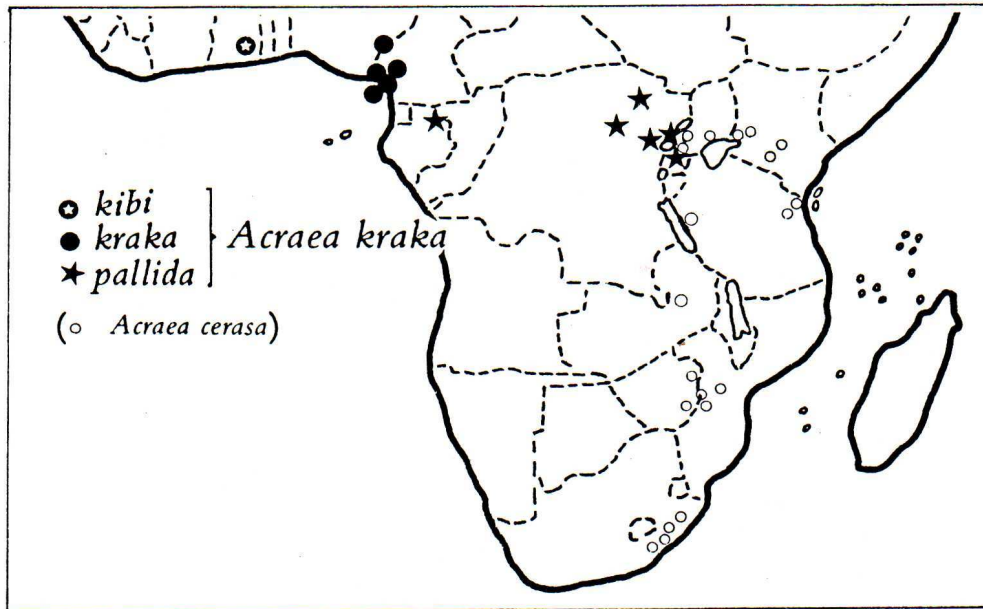 kibi
kraka
pallida
Acraea kraka
(○ Acraea cerasa)